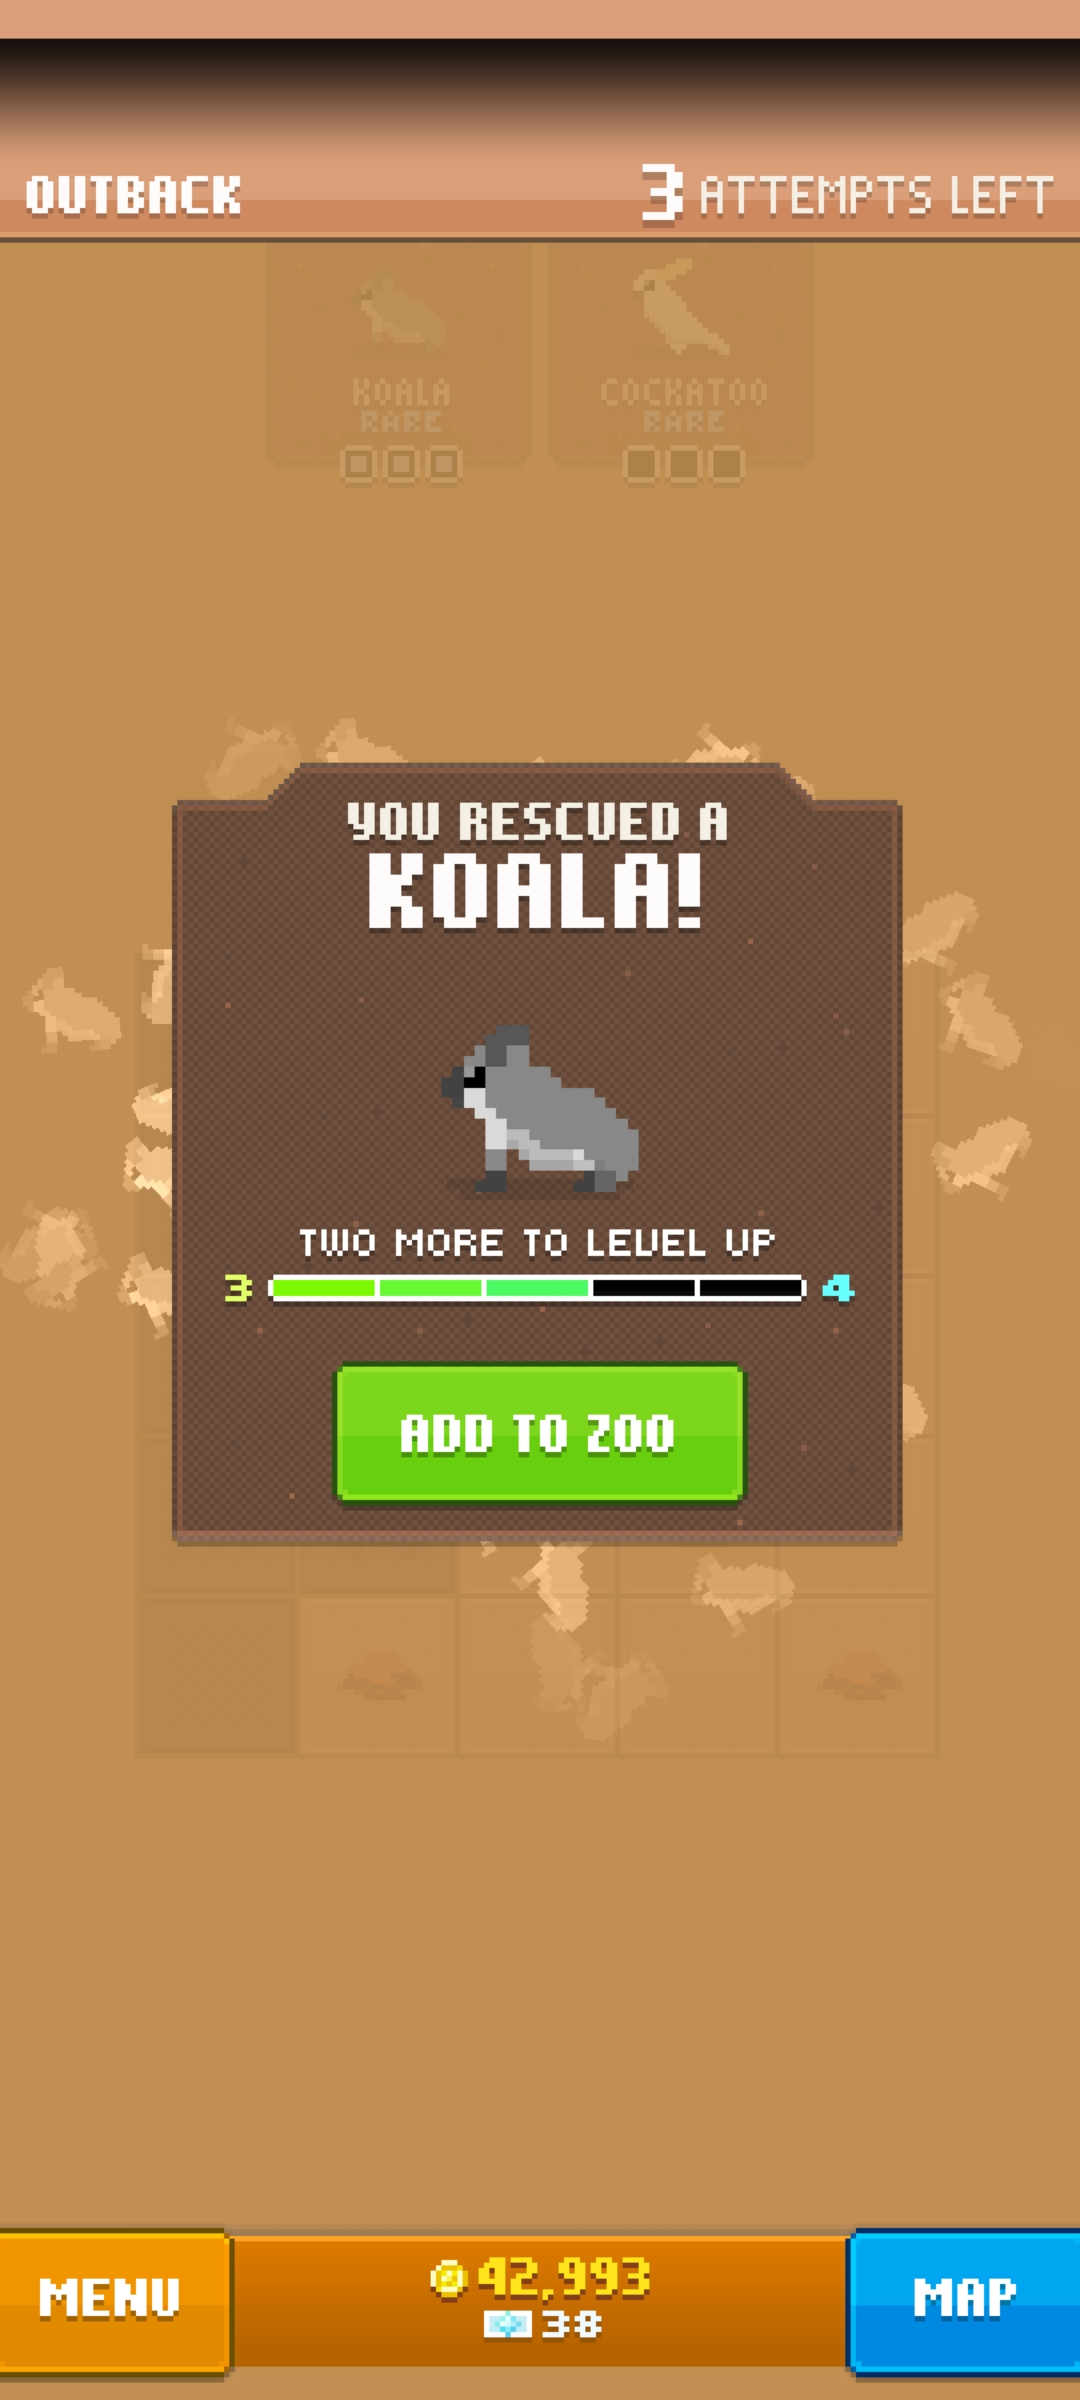 OUTBACK
3 ATTEMPTS LEFT
KOALA
RARE
COCKATOO
RARE
YOU RESCUED A
KOALA!
TWO MORE TO LEVEL UP
3 4
ADD TO ZOO
MENU
42,993
38
MAP